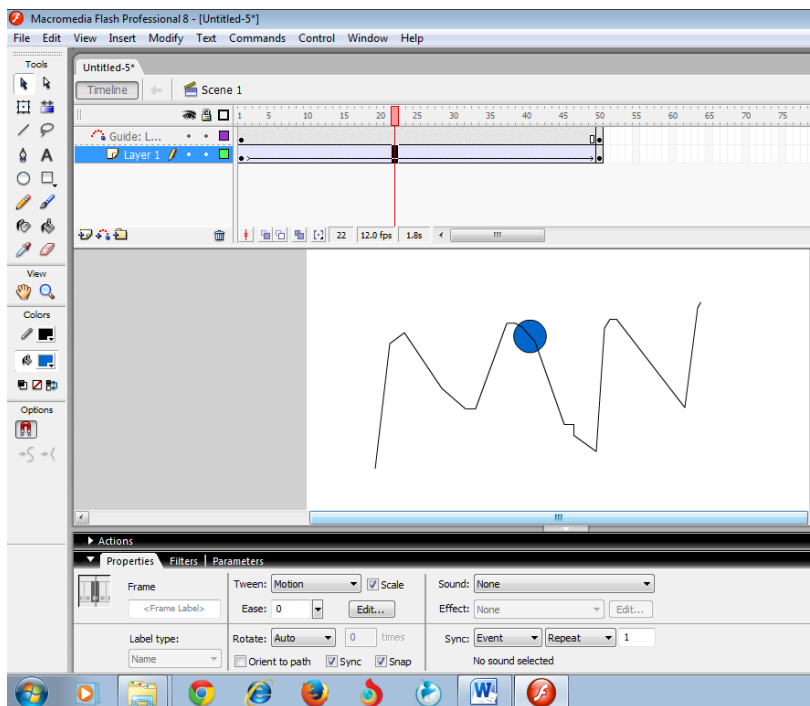 Macromedia Flash Professional 8 - [Untitled-5*]
File Edit View Insert Modify Text Commands Control Window Help
Tools
View
Colors
Options
Untitled-5*
Timeline
Scene 1
1 5 10 15 20 25 30 35 40 45 50 55 60 65 70 75
Guide: L...
Layer 1
22 12.0 fps 1.8s
Actions
Properties Filters Parameters
Frame
<Frame Label>
Label type:
Name
Tween: Motion Scale
Ease: 0 Edit...
Rotate: Auto 0 times
Orient to path Sync Snap
Sound: None
Effect: None Edit...
Sync: Event Repeat 1
No sound selected